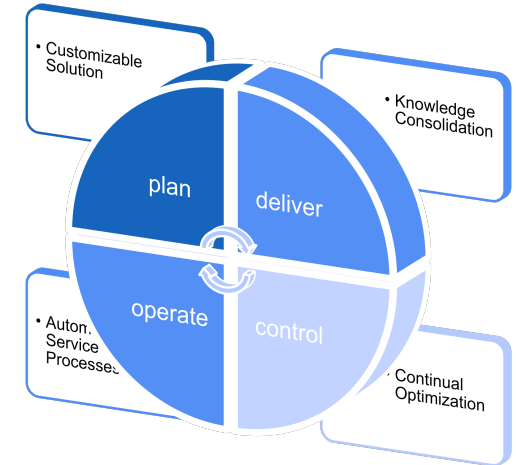 • Customizable
Solution
• Knowledge
Consolidation
plan
deliver
operate
control
•
Service
Processes
Continual
Optimization